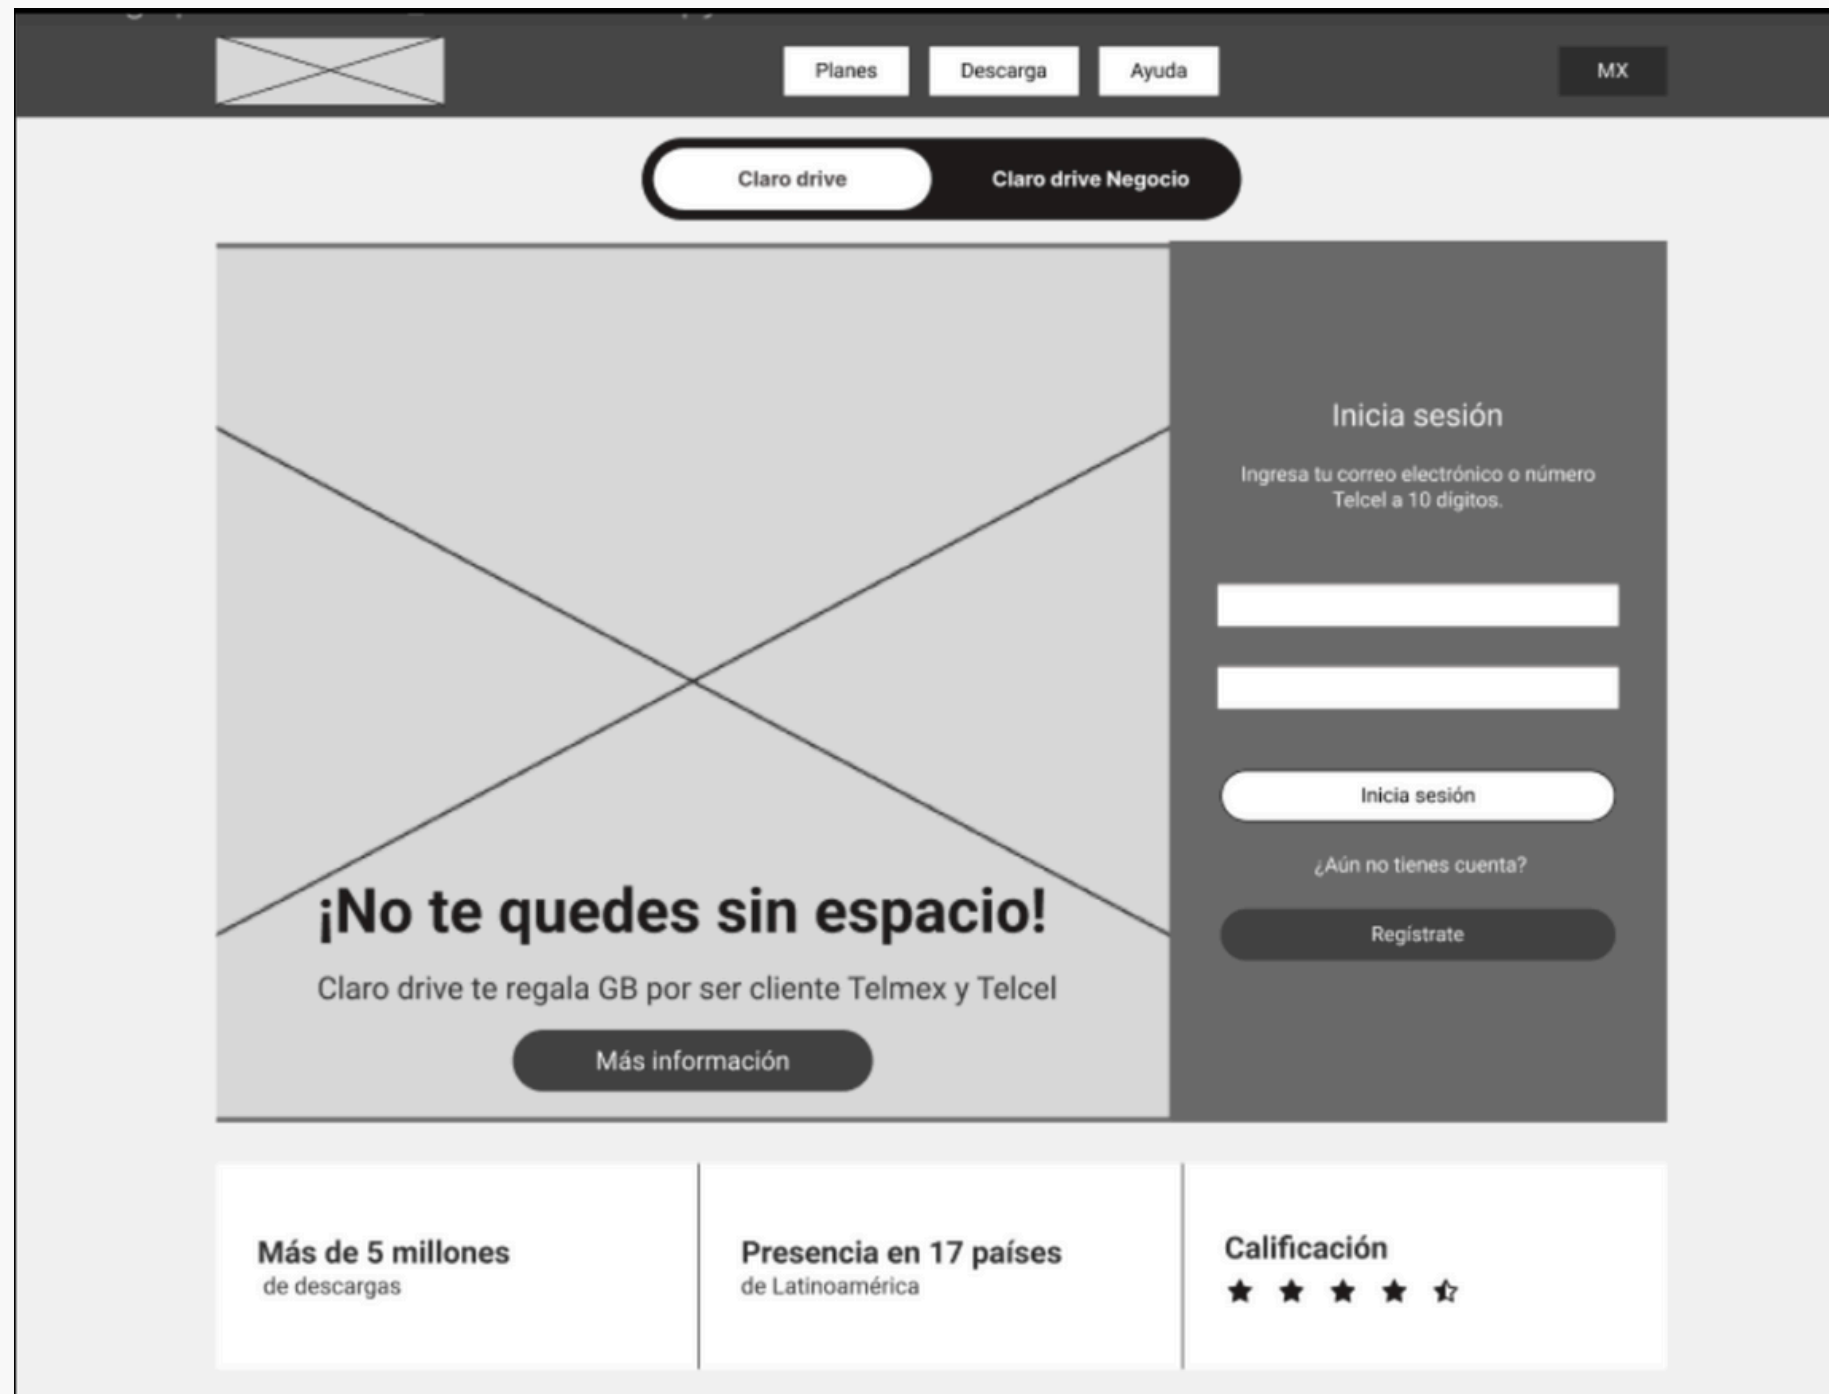 Planes
Descarga
Ayuda
MX
Claro drive
Claro drive Negocio
¡No te quedes sin espacio!
Claro drive te regala GB por ser cliente Telmex y Telcel
Más información
Inicia sesión
Ingresa tu correo electrónico o número
Telcel a 10 dígitos.
Inicia sesión
¿Aún no tienes cuenta?
Regístrate
Más de 5 millones
de descargas
Presencia en 17 países
de Latinoamérica
Calificación